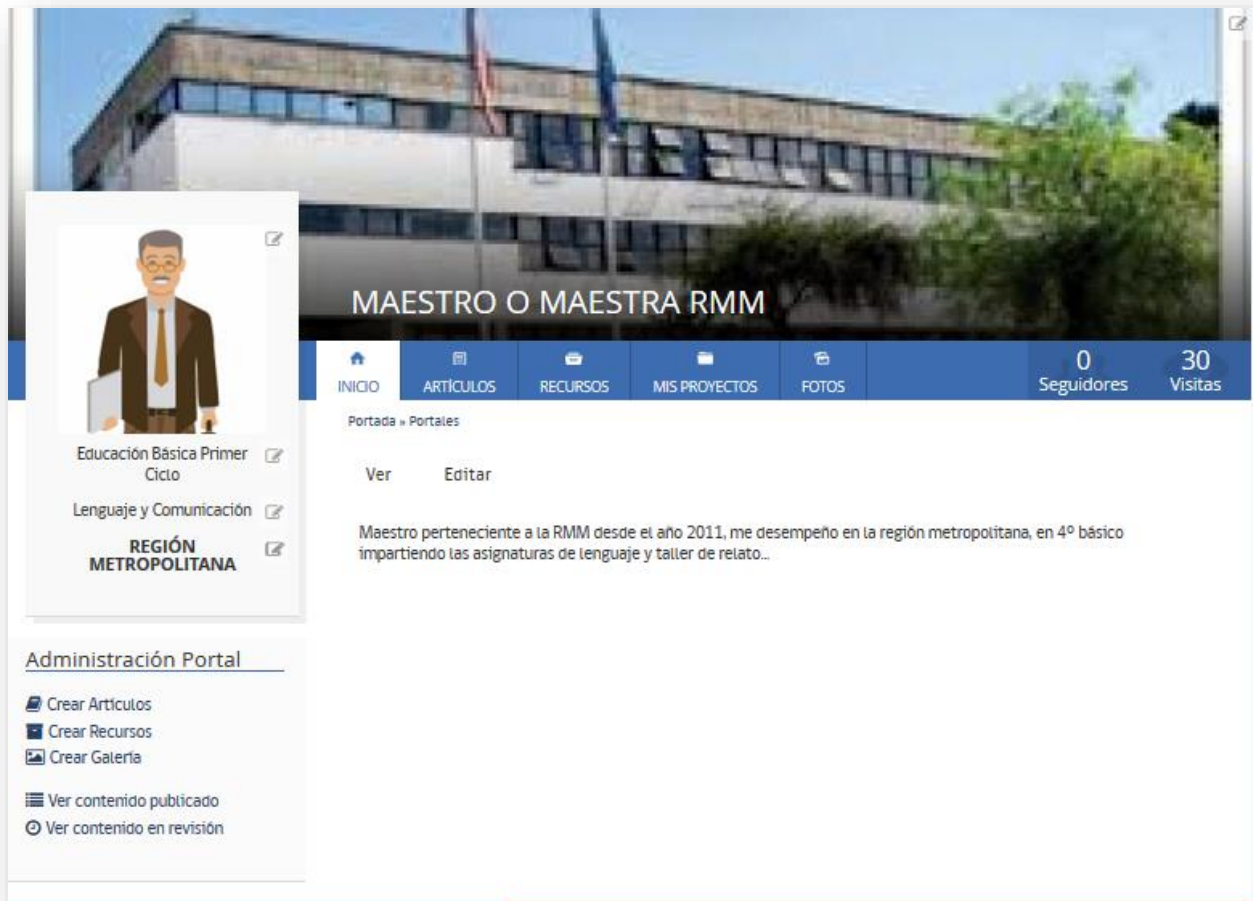 MAESTRO O MAESTRA RMM
INICIO
ARTÍCULOS
RECURSOS
MIS PROYECTOS
FOTOS
0
Seguidores
30
Visitas
Educación Básica Primer
Ciclo
Lenguaje y Comunicación
REGIÓN
METROPOLITANA
Portada » Portales
Ver
Editar
Maestro perteneciente a la RMM desde el año 2011, me desempeño en la región metropolitana, en 4º básico
impartiendo las asignaturas de lenguaje y taller de relato...
Administración Portal
Crear Artículos
Crear Recursos
Crear Galería
Ver contenido publicado
Ver contenido en revisión